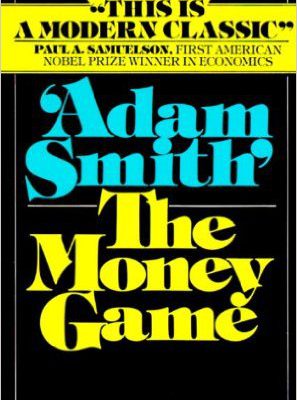 “THIS IS
A MODERN CLASSIC”
PAUL A. SAMUELSON, FIRST AMERICAN
NOBEL PRIZE WINNER IN ECONOMICS
‘Adam
Smith’
The
Money
Game